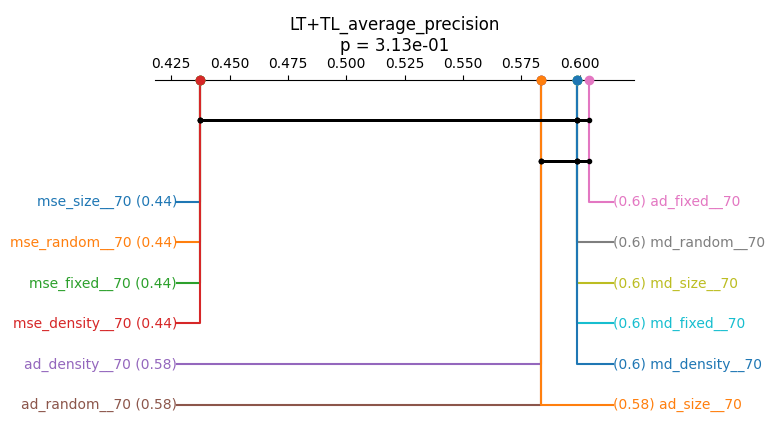 LT+TL_average_precision
p = 3.13e-01
0.425 0.450 0.475 0.500 0.525 0.550 0.575 0.600
mse_size__70 (0.44) (0.6) ad_fixed__70
mse_random__70 (0.44) (0.6) md_random__70
mse_fixed__70 (0.44) (0.6) md_size__70
mse_density__70 (0.44) (0.6) md_fixed__70
ad_density__70 (0.58) (0.6) md_density__70
ad_random__70 (0.58) (0.58) ad_size__70